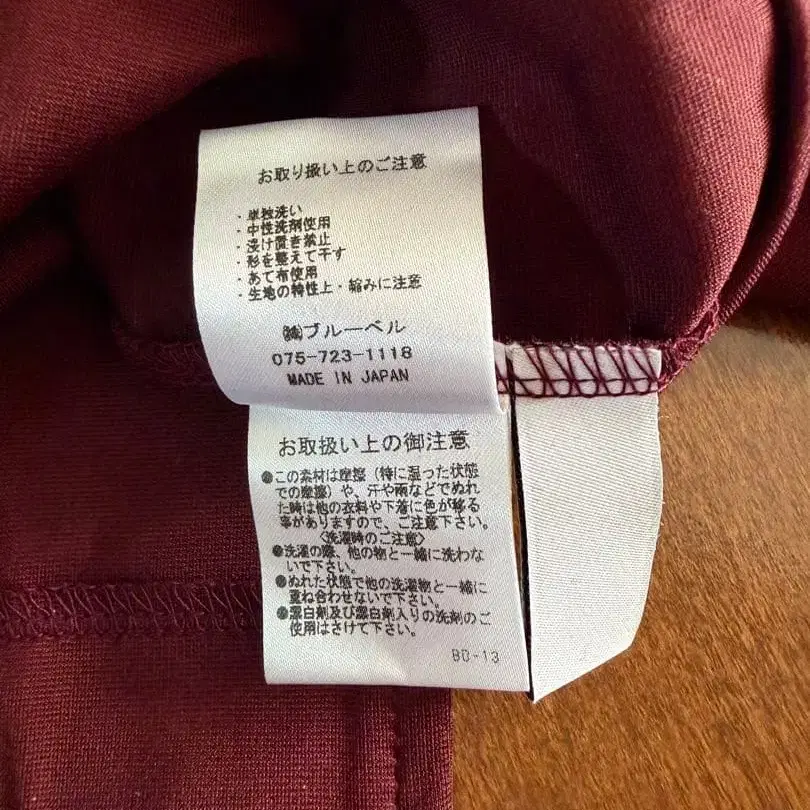 お取り扱い上のご注意
・単独洗い
・中性洗剤使用
・浸け置き禁止
・形を整えて干す
・あて布使用
・生地の特性上・縮みに注意
㈱ブルーベル
075-723-1118
MADE IN JAPAN
お取扱い上の御注意
●この素材は摩擦（特に湿った状態
での摩擦）や、汗や雨などでぬれ
た時は他の衣料や下着に色が移る
事がありますので、ご注意下さい。
〈洗濯時のご注意〉
●洗濯の際、他の物と一緒に洗わな
いで下さい。
●ぬれた状態で他の洗濯物と一緒に
重ね合わせないで下さい。
●漂白剤及び漂白剤入りの洗剤のご
使用はさけて下さい。
BD-13